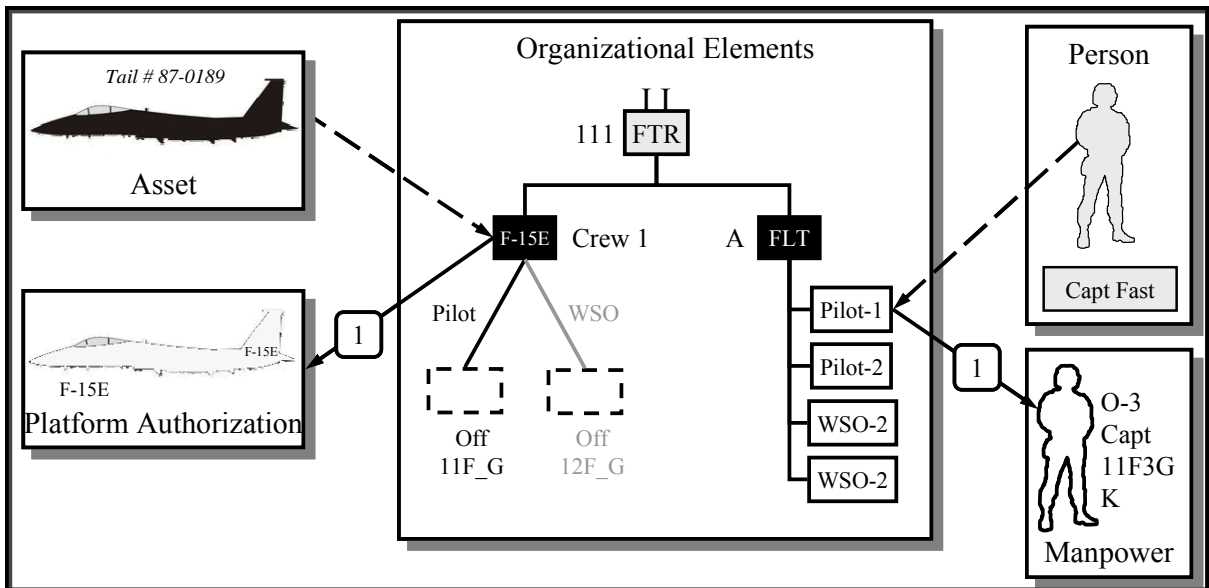 Tail # 87-0189
Asset
F-15E
F-15E
Platform Authorization
1
Organizational Elements
111
FTR
F-15E
Crew 1
A
FLT
Pilot
WSO
Off
11F_G
Off
12F_G
Pilot-1
Pilot-2
WSO-2
WSO-2
Person
Capt Fast
1
O-3
Capt
11F3G
K
Manpower